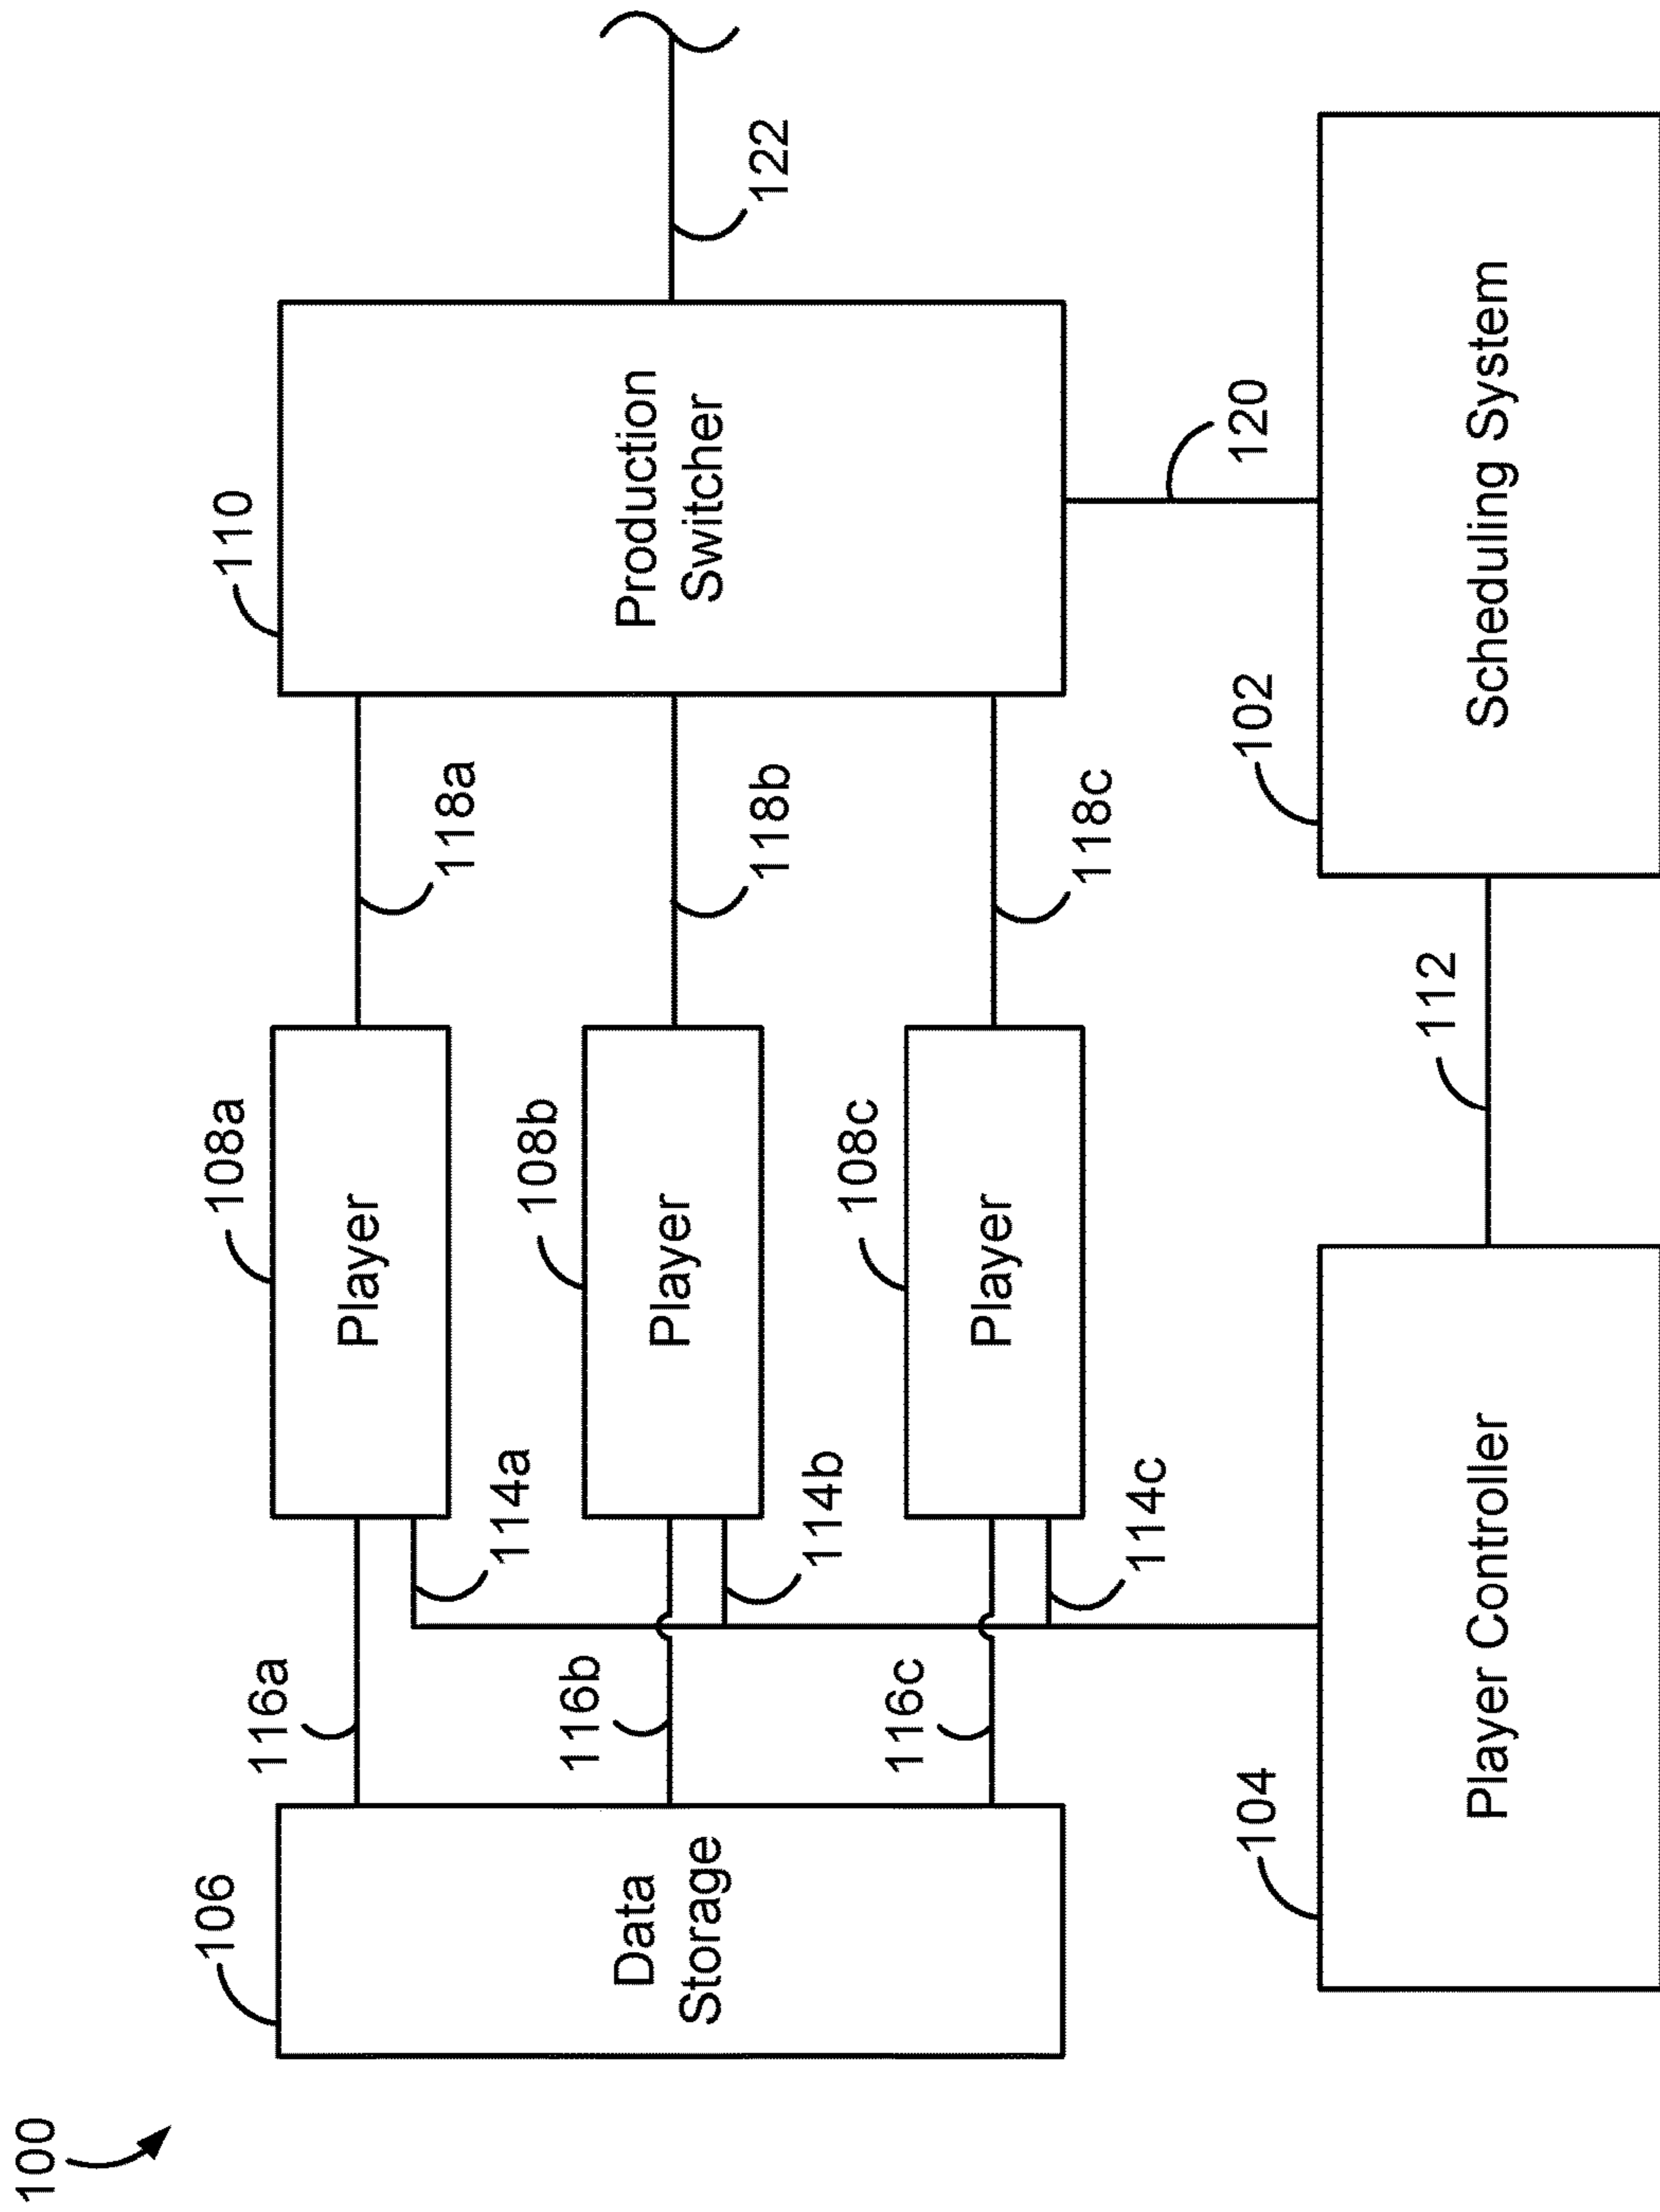 100
106
Data
Storage
116a
116b
116c
114a
114b
114c
108a
Player
108b
Player
108c
Player
118a
118b
118c
110
Production
Switcher
122
120
104
Player Controller
112
102
Scheduling System